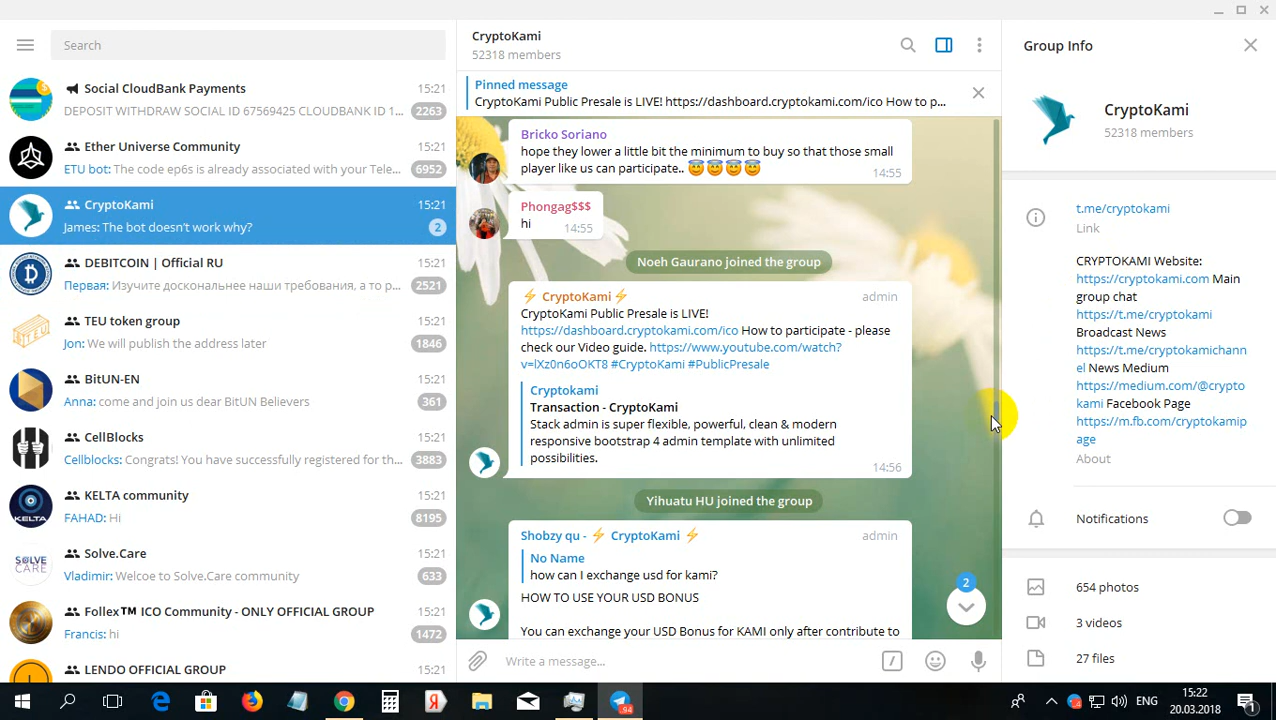 Search
Social CloudBank Payments 15:21
DEPOSIT WITHDRAW SOCIAL ID 67569425 CLOUDBANK ID 1... 2263
Ether Universe Community 15:21
ETU bot: The code ep6s is already associated with your Tele... 6952
CryptoKami 15:21
James: The bot doesn't work why? 2
DEBITCOIN | Official RU 15:21
Первая: Изучите доскональнее наши требования, а то р... 2521
TEU token group 15:21
Jon: We will publish the address later 1846
BitUN-EN 15:21
Anna: come and join us dear BitUN Believers 361
CellBlocks 15:21
Cellblocks: Congrats! You have successfully registered for th... 3883
KELTA community 15:21
FAHAD: Hi 8195
Solve.Care 15:21
Vladimir: Welcoe to Solve.Care community 633
Follex™ ICO Community - ONLY OFFICIAL GROUP 15:21
Francis: hi 1472
LENDO OFFICIAL GROUP 15:21
KELTA
SOLVE
CARE
TEU
CryptoKami
52318 members
Pinned message
CryptoKami Public Presale is LIVE! https://dashboard.cryptokami.com/ico How to p...
Bricko Soriano
hope they lower a little bit the minimum to buy so that those small
player like us can participate.. 😇😇😇😇 14:55
Phongag$$$
hi 14:55
Noeh Gaurano joined the group
⚡ CryptoKami ⚡ admin
CryptoKami Public Presale is LIVE!
https://dashboard.cryptokami.com/ico How to participate - please
check our Video guide. https://www.youtube.com/watch?
v=lXz0n6oOKT8 #CryptoKami #PublicPresale
Cryptokami
Transaction - CryptoKami
Stack admin is super flexible, powerful, clean & modern
responsive bootstrap 4 admin template with unlimited
possibilities. 14:56
Yihuatu HU joined the group
Shobzy qu - ⚡ CryptoKami ⚡ admin
No Name
how can I exchange usd for kami?
HOW TO USE YOUR USD BONUS
You can exchange your USD Bonus for KAMI only after contribute to
2
Write a message...
Group Info
CryptoKami
52318 members
t.me/cryptokami
Link
CRYPTOKAMI Website:
https://cryptokami.com Main
group chat
https://t.me/cryptokami
Broadcast News
https://t.me/cryptokamichann
el News Medium
https://medium.com/@crypto
kami Facebook Page
https://m.fb.com/cryptokamip
age
About
Notifications
654 photos
3 videos
27 files
94
ENG
15:22
20.03.2018
1